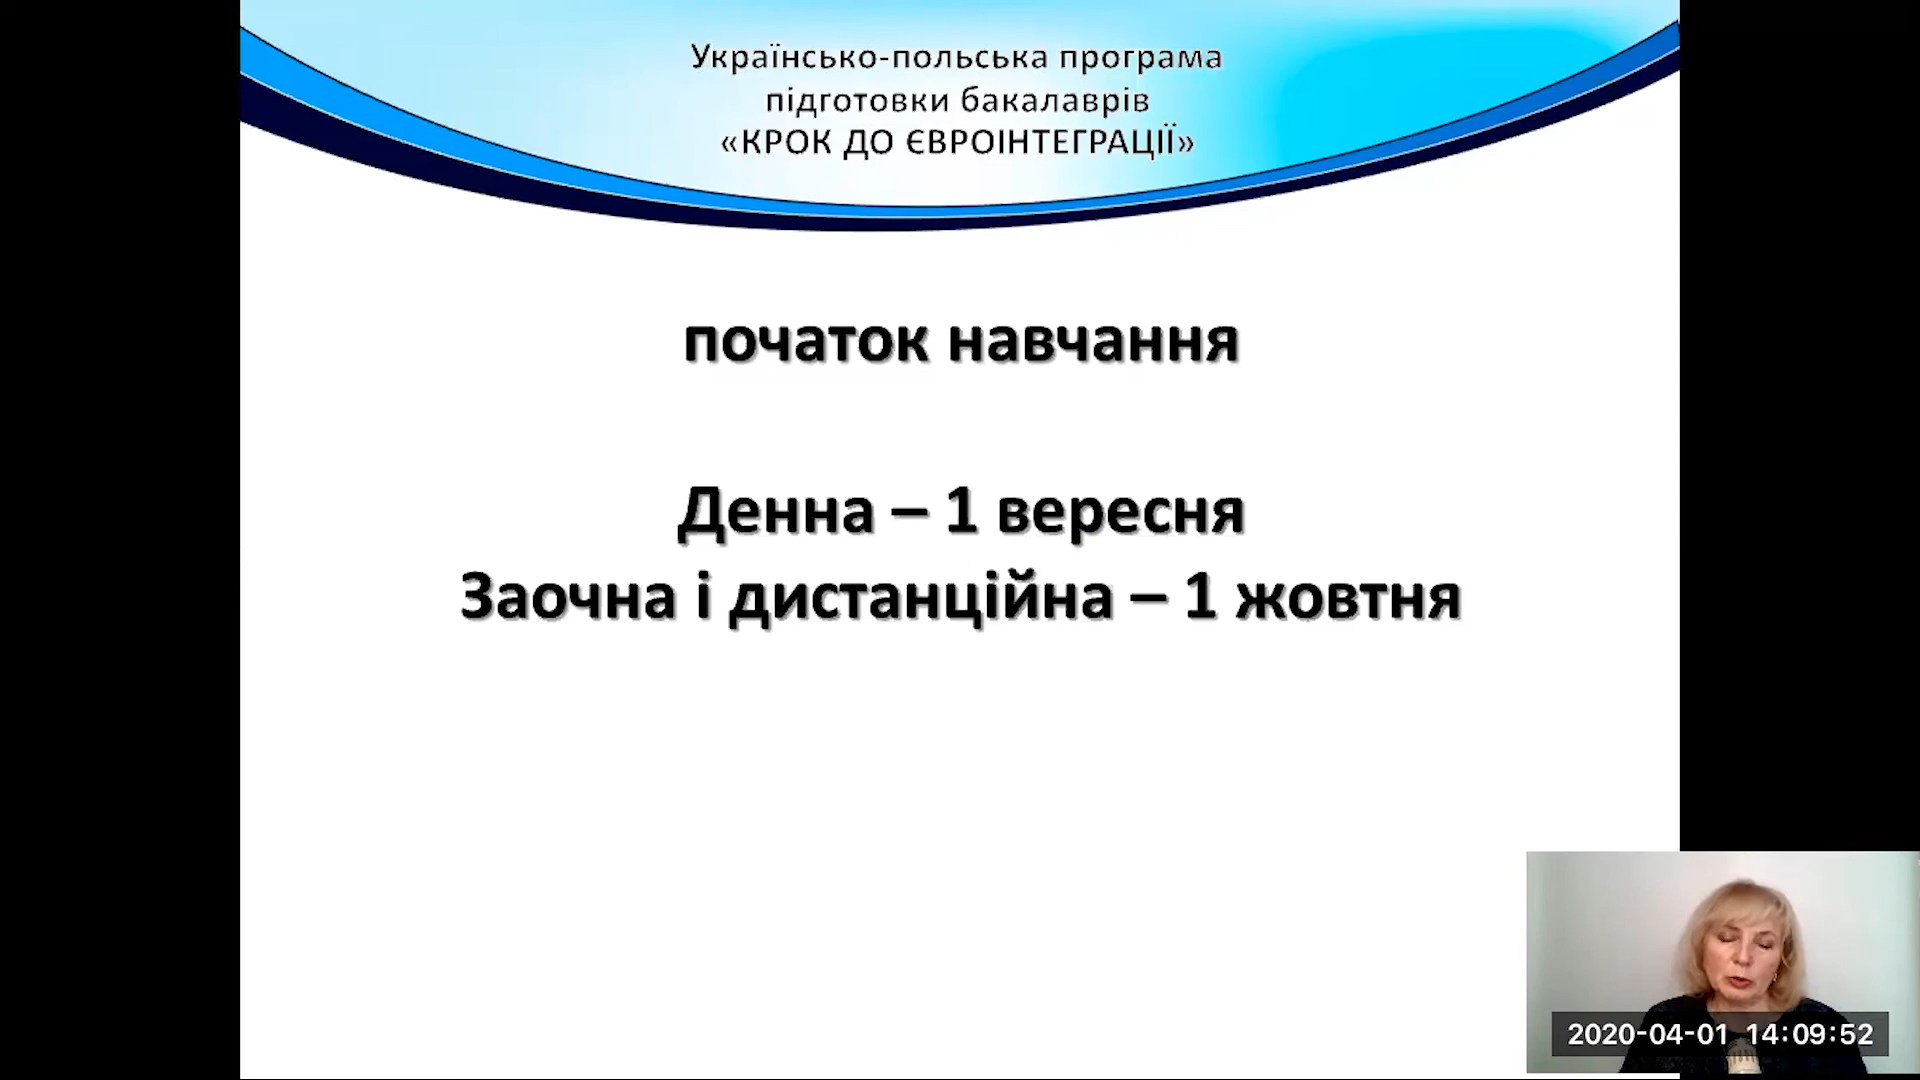 Українсько-польська програма
підготовки бакалаврів
«КРОК ДО ЄВРОІНТЕГРАЦІЇ»
початок навчання
Денна – 1 вересня
Заочна і дистанційна – 1 жовтня
2020-04-01 14:09:52